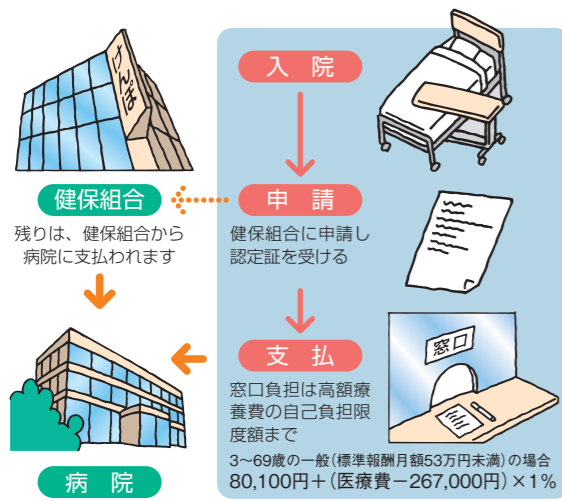 けんぽ
入院
健保組合
申請
残りは、健保組合から
病院に支払われます
健保組合に申請し
認定証を受ける
支払
窓口
窓口負担は高額療
養費の自己負担限
度額まで
3～69歳の一般(標準報酬月額53万円未満)の場合
80,100円＋(医療費－267,000円)×1%
病院